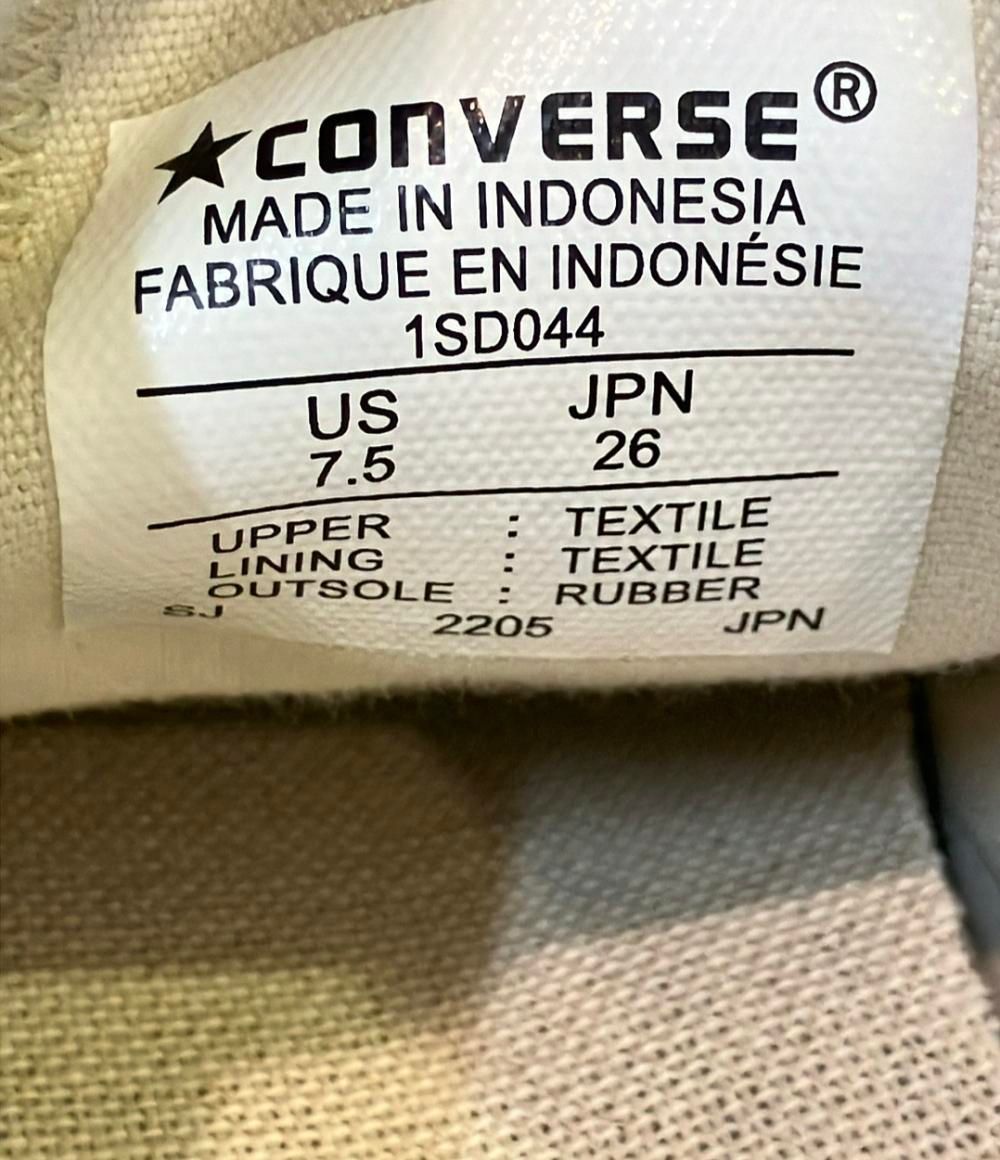 ★CONVERSE®
MADE IN INDONESIA
FABRIQUE EN INDONÉSIE
1SD044
US JPN
7.5 26
UPPER : TEXTILE
LINING : TEXTILE
OUTSOLE : RUBBER
SJ 2205 JPN